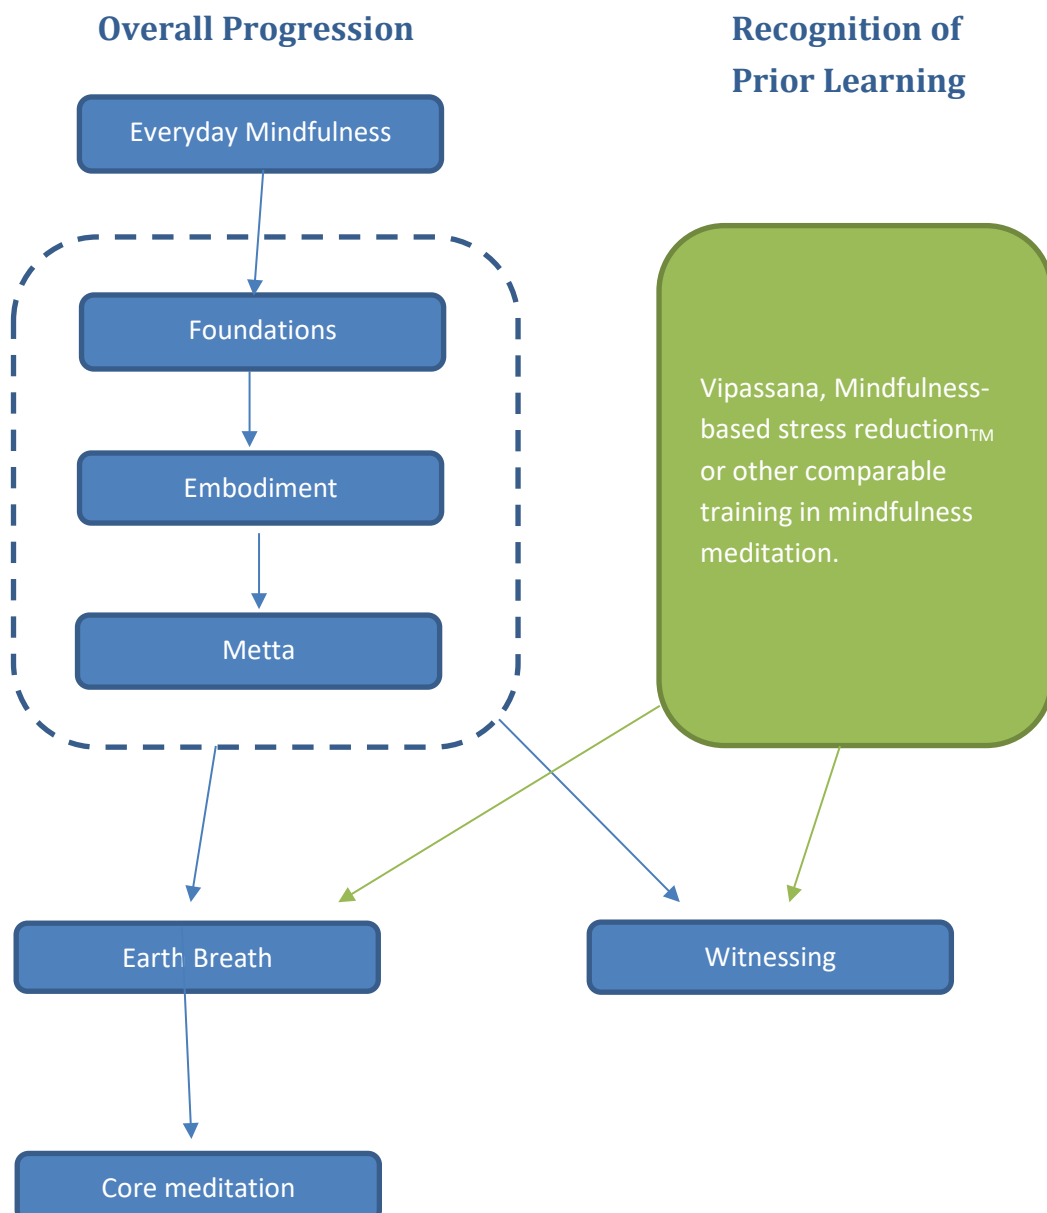 Overall Progression
Recognition of
Prior Learning
Everyday Mindfulness
Foundations
Embodiment
Metta
Vipassana, Mindfulness-
based stress reductionTM
or other comparable
training in mindfulness
meditation.
Earth Breath
Witnessing
Core meditation